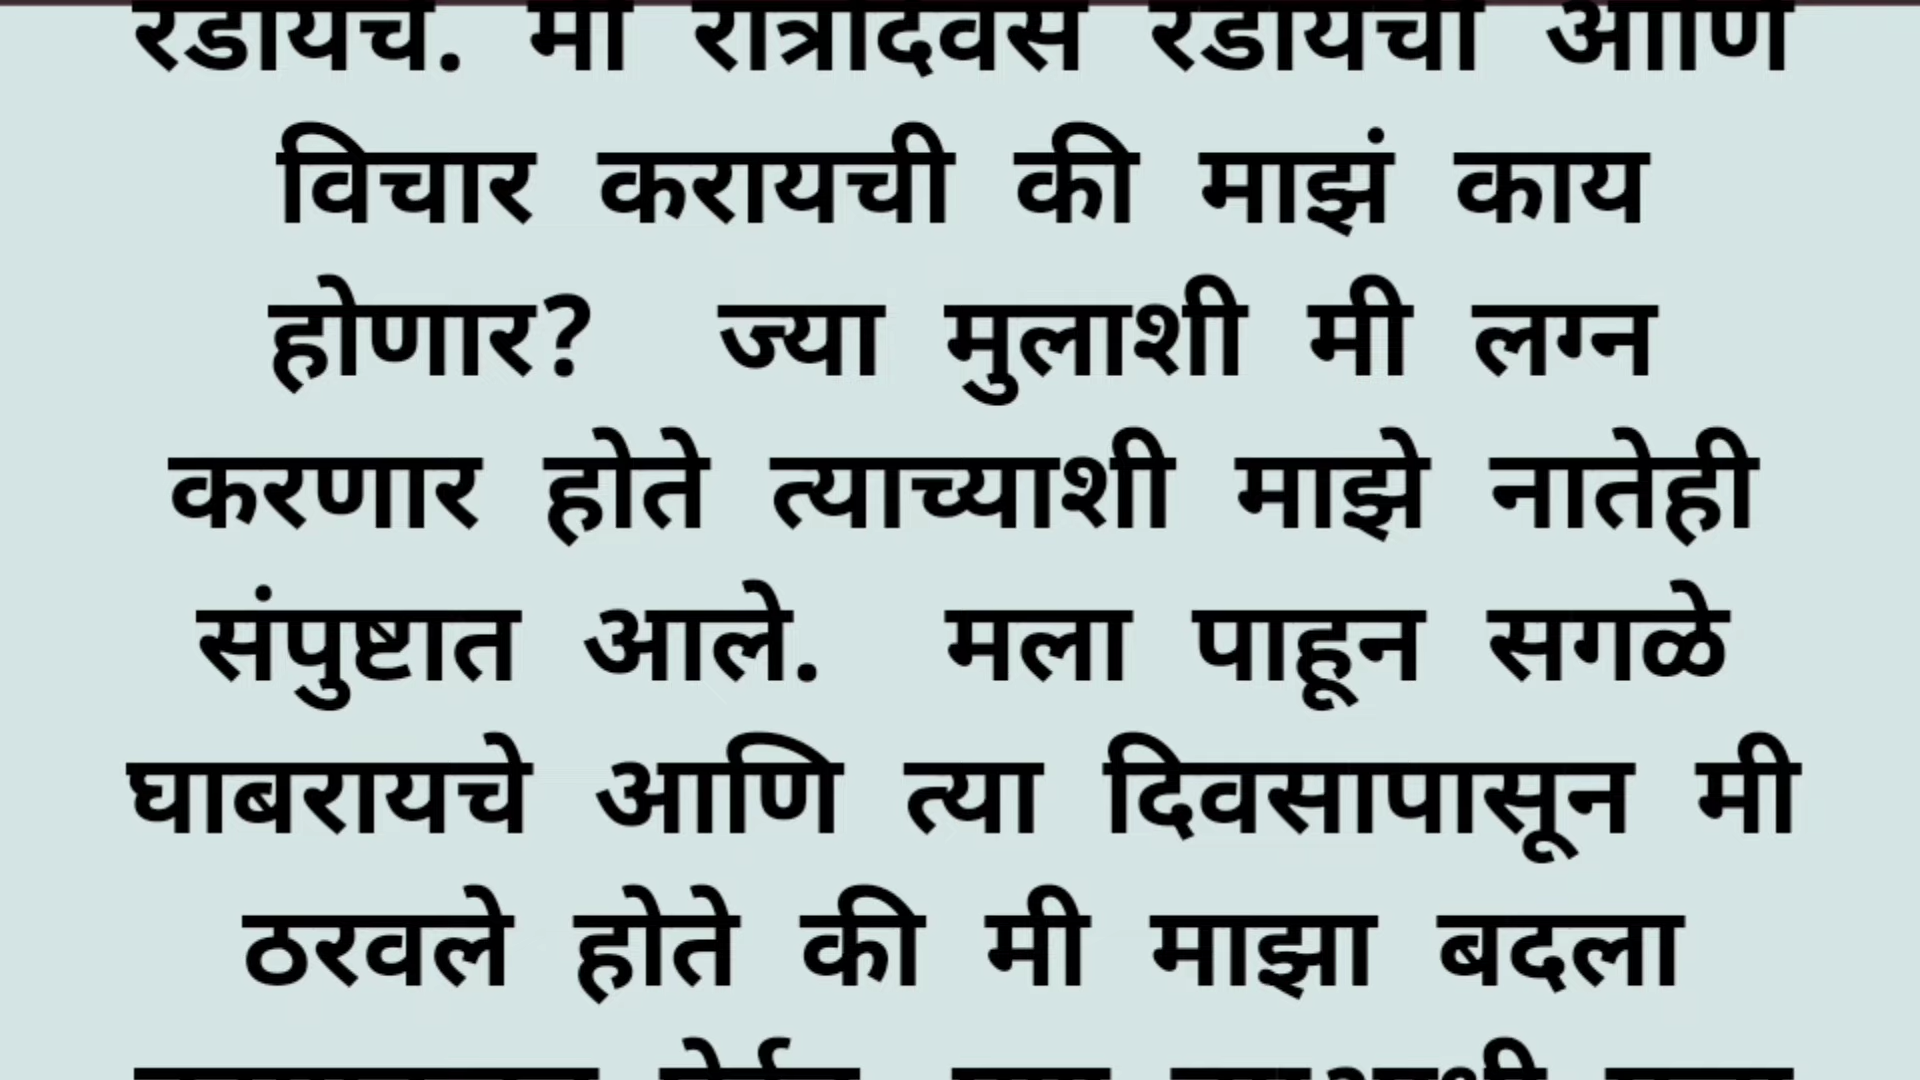 रडायचे. मी रात्रंदिवस रडायची आणि
विचार करायची की माझं काय
होणार? ज्या मुलाशी मी लग्न
करणार होते त्याच्याशी माझे नातेही
संपुष्टात आले. मला पाहून सगळे
घाबरायचे आणि त्या दिवसापासून मी
ठरवले होते की मी माझा बदला